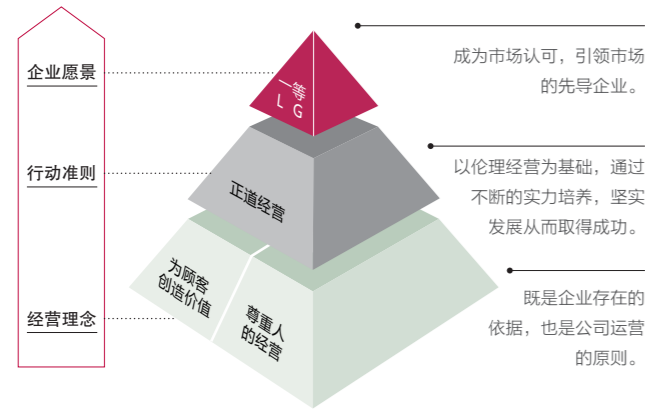 企业愿景
一等
L G
成为市场认可，引领市场
的先导企业。
行动准则
正道经营
以伦理经营为基础，通过
不断的实力培养，坚实
发展从而取得成功。
经营理念
为顾客
创造价值
尊重人
的经营
既是企业存在的
依据，也是公司运营
的原则。